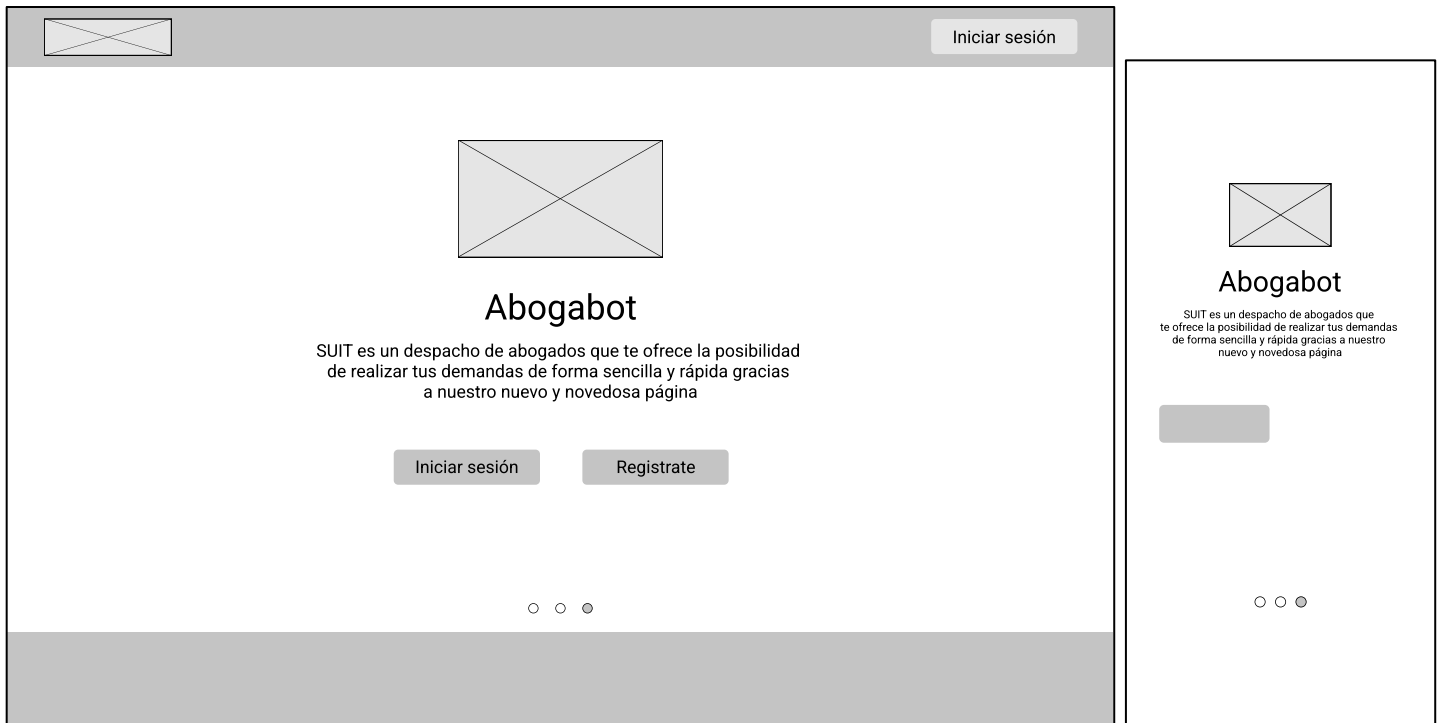 Iniciar sesión
Abogabot
SUIT es un despacho de abogados que te ofrece la posibilidad
de realizar tus demandas de forma sencilla y rápida gracias
a nuestro nuevo y novedosa página
Iniciar sesión
Registrate
Abogabot
SUIT es un despacho de abogados que
te ofrece la posibilidad de realizar tus demandas
de forma sencilla y rápida gracias a nuestro
nuevo y novedosa página